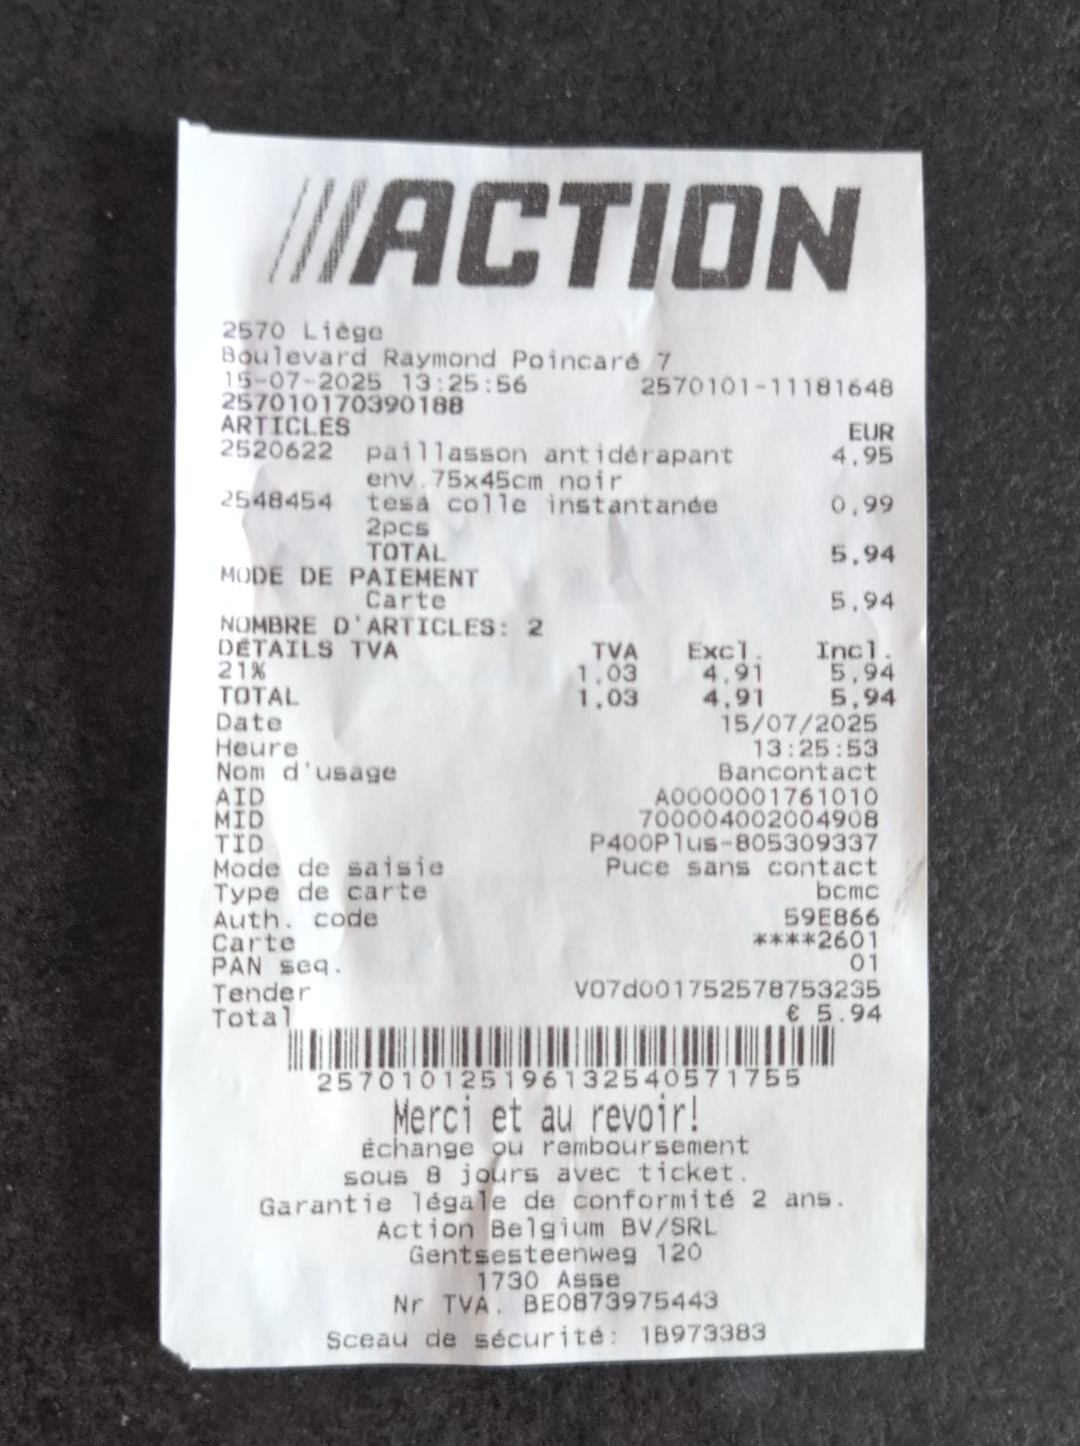 ACTION
2570 Liège
Boulevard Raymond Poincaré 7
15-07-2025 13:25:56 2570101-11181648
257010170390188
ARTICLES EUR
2520622 paillasson antidérapant 4,95
env.75x45cm noir
2548454 tesa colle instantanée 0,99
2pcs
TOTAL 5,94
MODE DE PAIEMENT
Carte 5,94
NOMBRE D'ARTICLES: 2
DÉTAILS TVA TVA Excl. Incl.
21% 1,03 4,91 5,94
TOTAL 1,03 4,91 5,94
Date 15/07/2025
Heure 13:25:53
Nom d'usage Bancontact
AID A0000001761010
MID 700004002004908
TID P400Plus-805309337
Mode de saisie Puce sans contact
Type de carte bcmc
Auth. code 59E866
Carte ****2601
PAN seq. 01
Tender V07d001752578753235
Total € 5.94
257010125196132540571755
Merci et au revoir!
Échange ou remboursement
sous 8 jours avec ticket.
Garantie légale de conformité 2 ans.
Action Belgium BV/SRL
Gentsesteenweg 120
1730 Asse
Nr TVA. BE0873975443
Sceau de sécurité: 1B973383